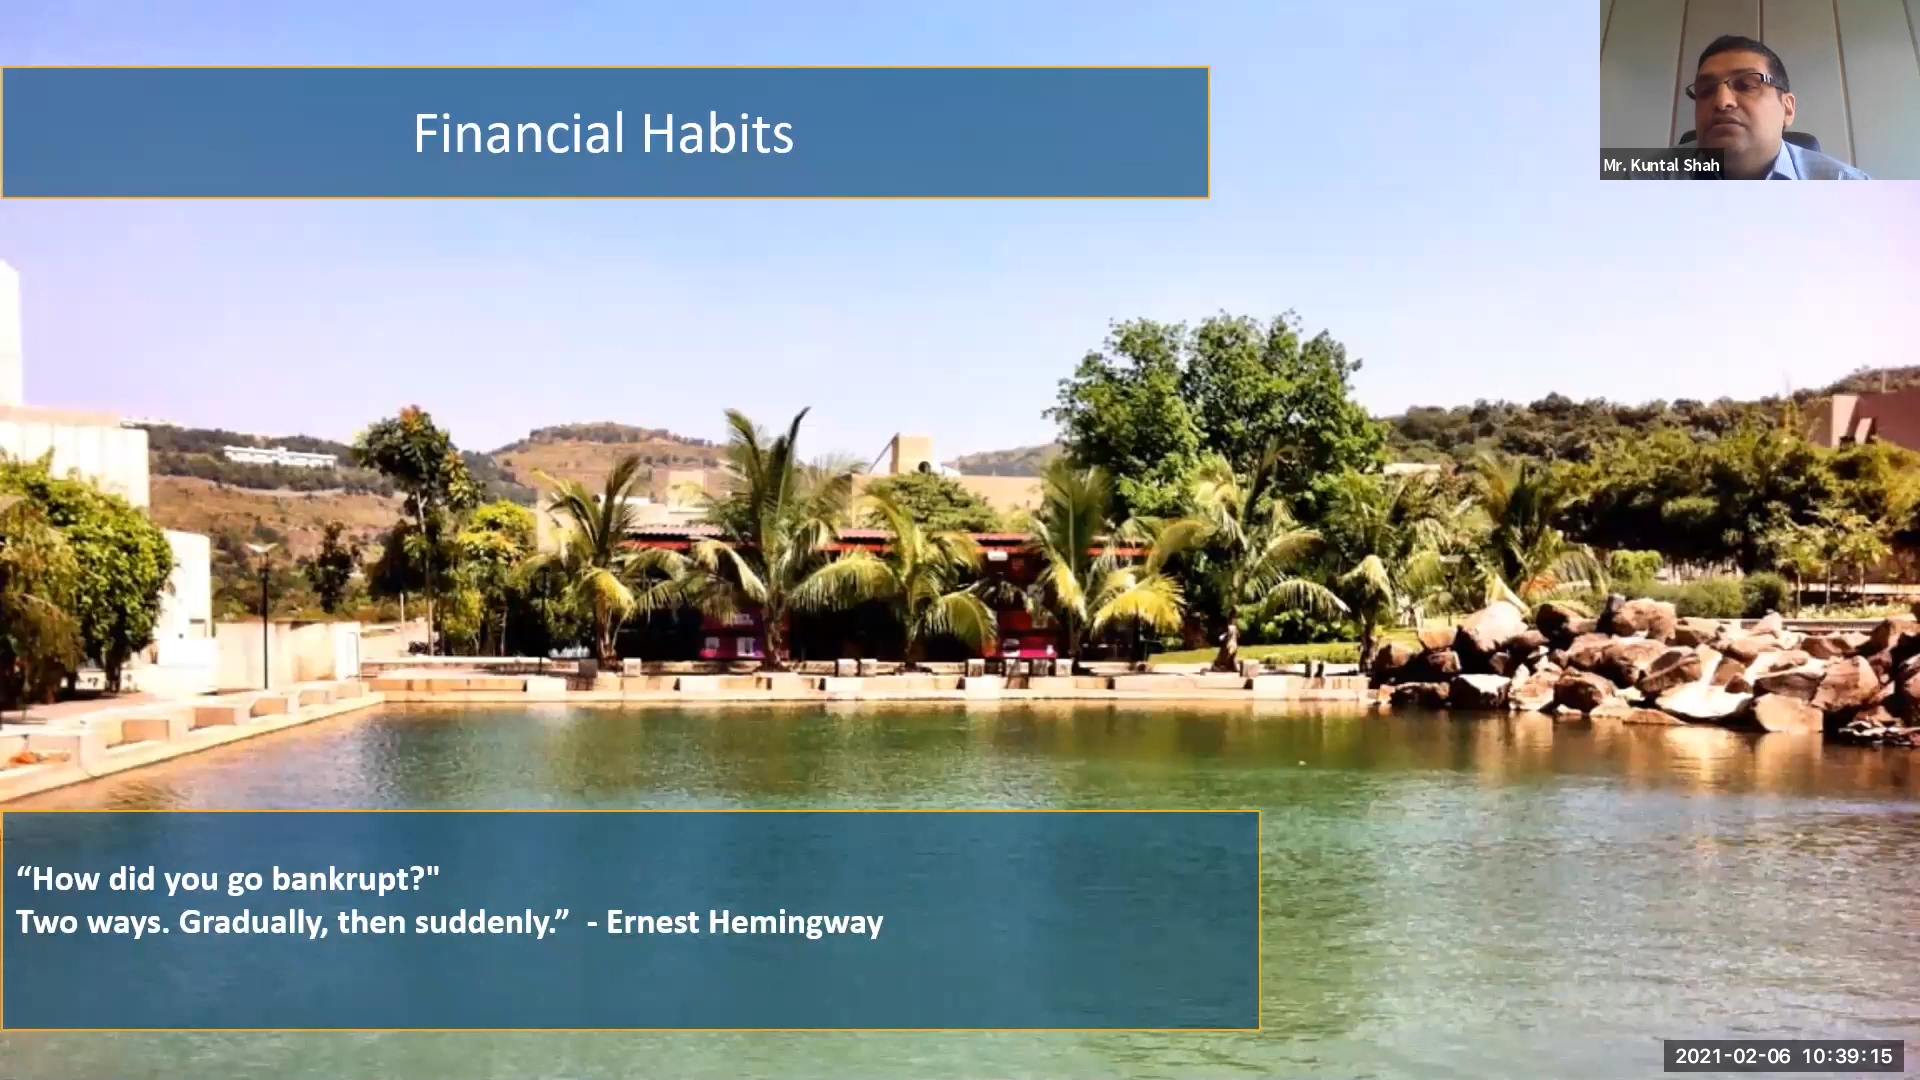 Financial Habits
Mr. Kuntal Shah
“How did you go bankrupt?"
Two ways. Gradually, then suddenly.”  - Ernest Hemingway
2021-02-06 10:39:15